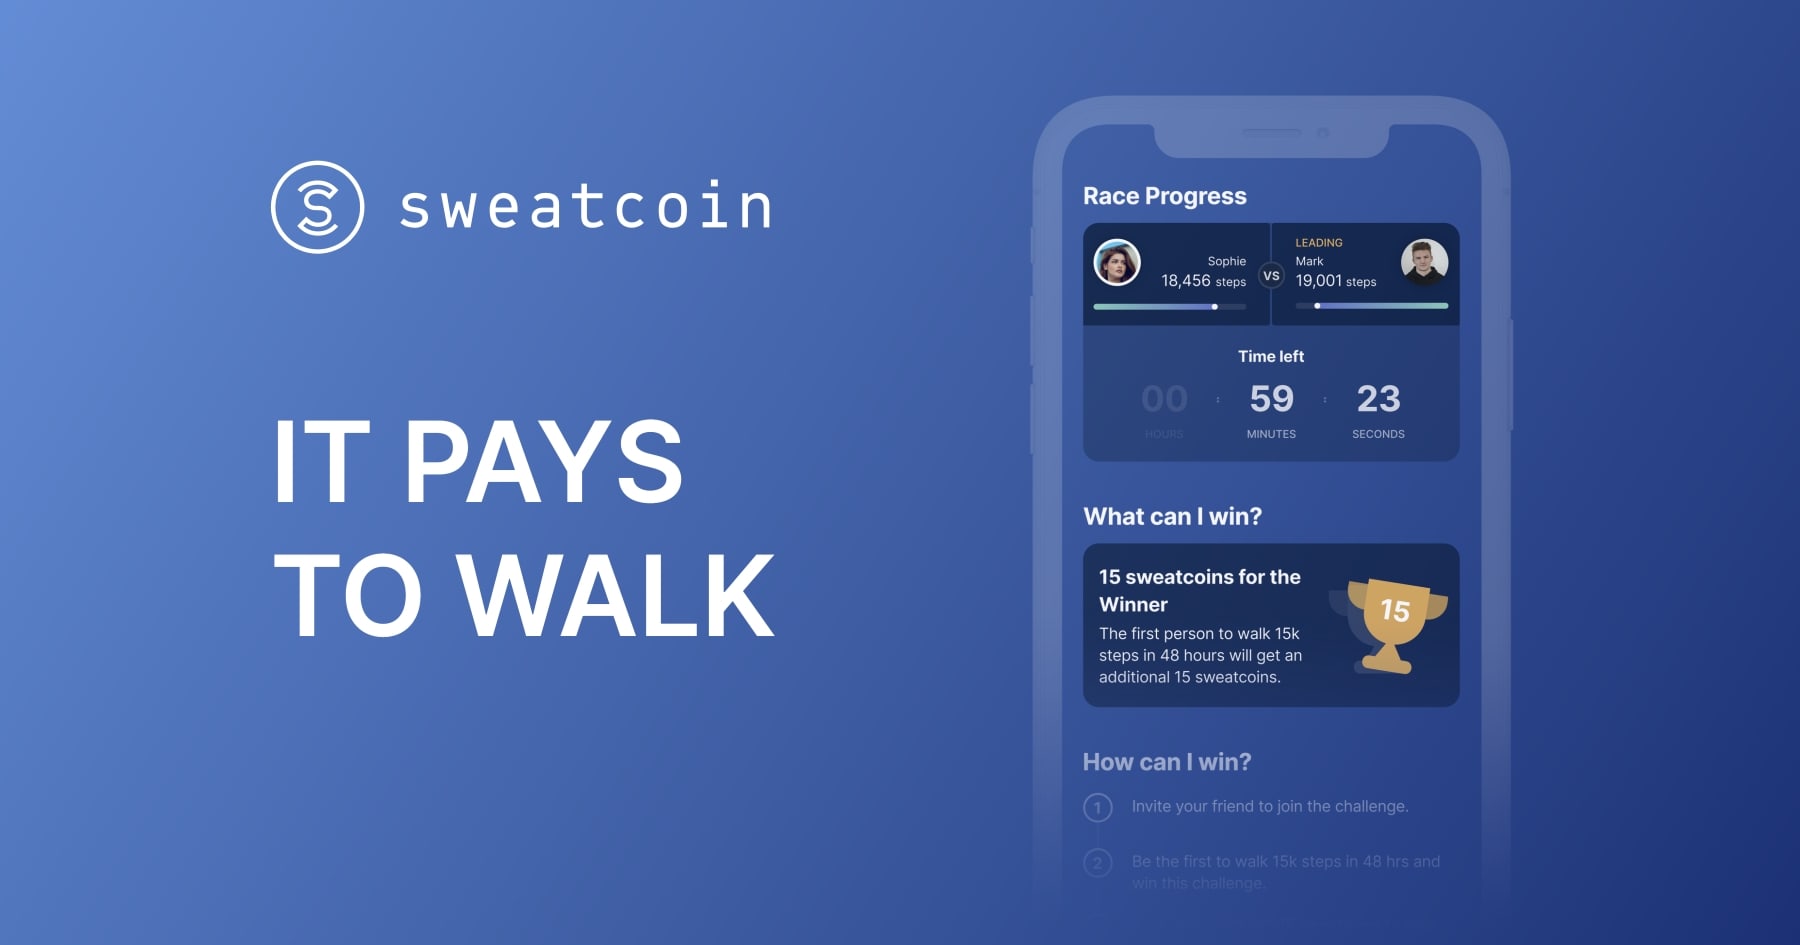 sweatcoin
IT PAYS
TO WALK
Race Progress
Sophie
18,456 steps
VS
LEADING
Mark
19,001 steps
Time left
00 : 59 : 23
HOURS MINUTES SECONDS
What can I win?
15 sweatcoins for the
Winner
The first person to walk 15k
steps in 48 hours will get an
additional 15 sweatcoins.
15
How can I win?
1 Invite your friend to join the challenge.
2 Be the first to walk 15k steps in 48 hrs and
win this challenge.